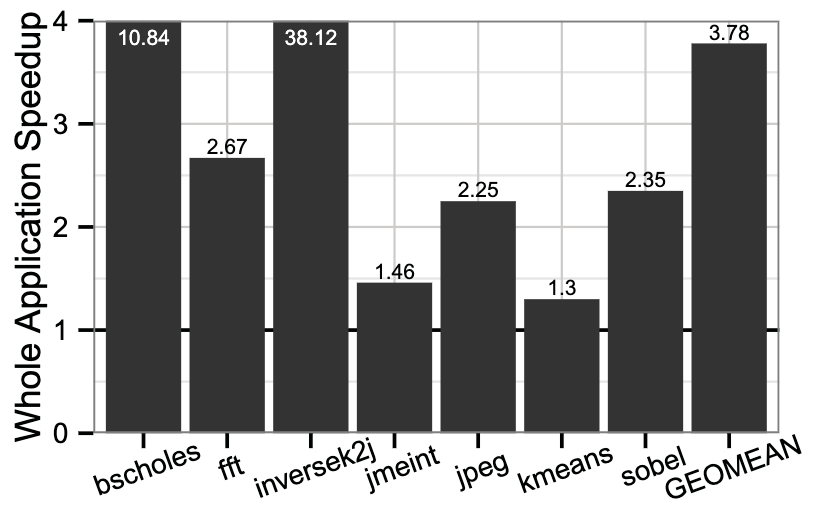 Whole Application Speedup
4
3
2
1
0
10.84
2.67
38.12
1.46
2.25
1.3
2.35
3.78
bscholes
fft
inversek2j
jmeint
jpeg
kmeans
sobel
GEOMEAN